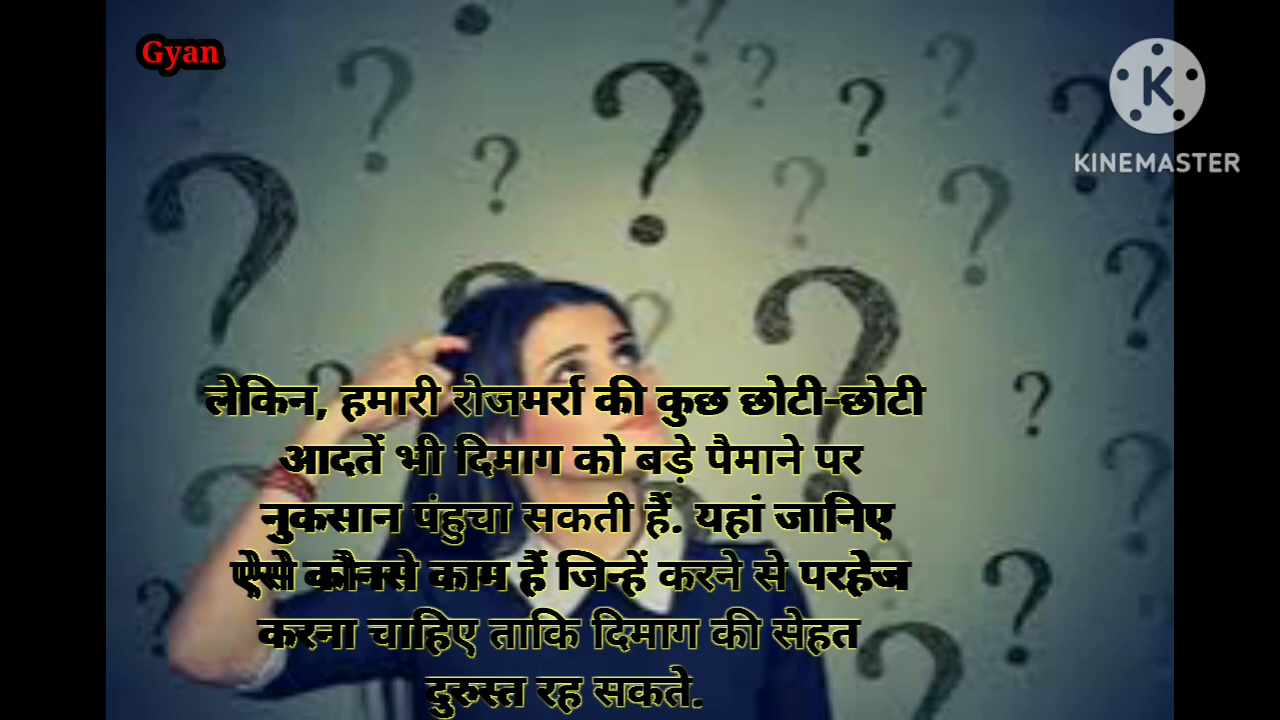 Gyan
KINEMASTER
लेकिन, हमारी रोजमर्रा की कुछ छोटी-छोटी
आदतें भी दिमाग को बड़े पैमाने पर
नुकसान पंहुचा सकती हैं. यहां जानिए
ऐसे कौनसे काम हैं जिन्हें करने से परहेज
करना चाहिए ताकि दिमाग की सेहत
दुरुस्त रह सकते.